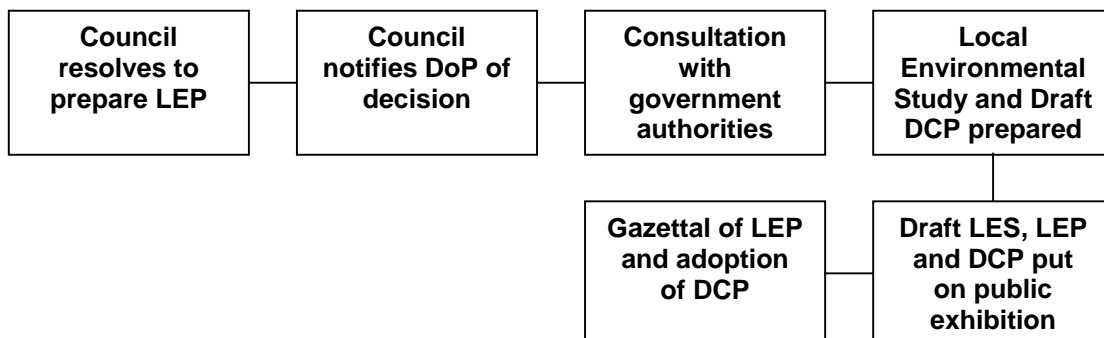 Council
resolves to
prepare LEP
Council
notifies DoP of
decision
Consultation
with
government
authorities
Local
Environmental
Study and Draft
DCP prepared
Draft LES, LEP
and DCP put
on public
exhibition
Gazettal of LEP
and adoption
of DCP